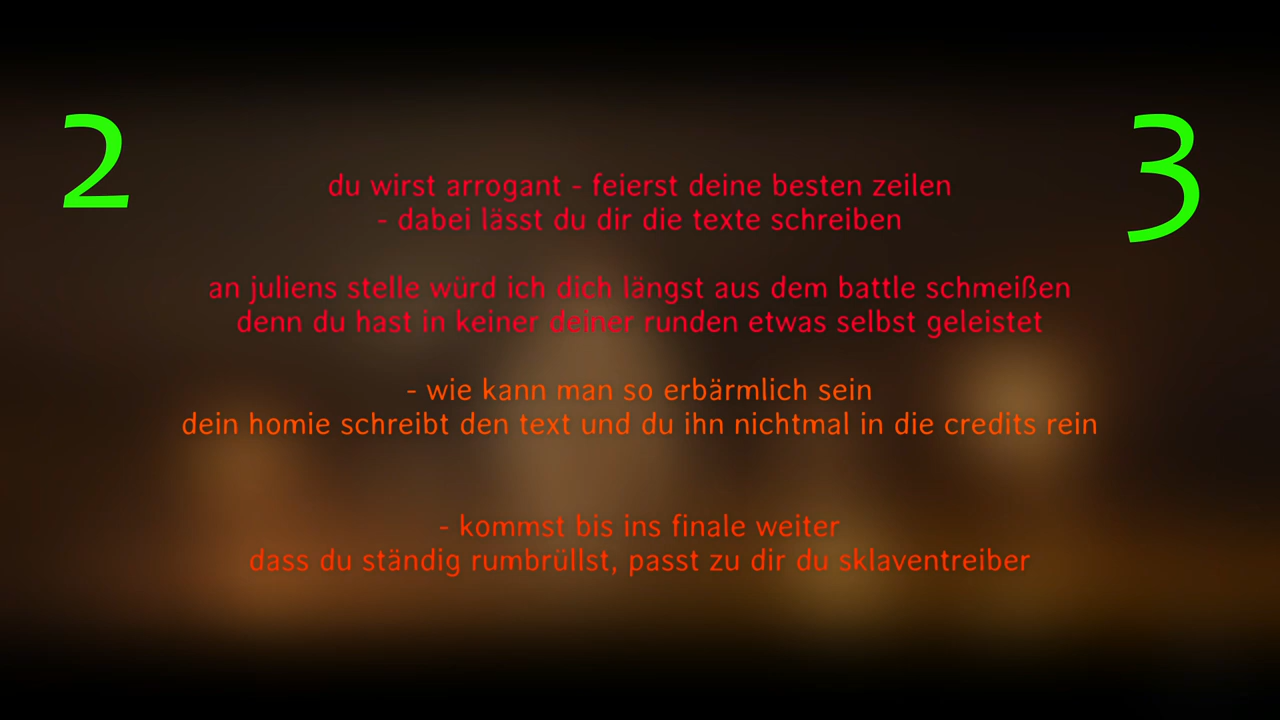 2
3
du wirst arrogant - feierst deine besten zeilen
- dabei lässt du dir die texte schreiben
an juliens stelle würd ich dich längst aus dem battle schmeißen
denn du hast in keiner deiner runden etwas selbst geleistet
- wie kann man so erbärmlich sein
dein homie schreibt den text und du ihn nichtmal in die credits rein
- kommst bis ins finale weiter
dass du ständig rumbrüllst, passt zu dir du sklaventreiber